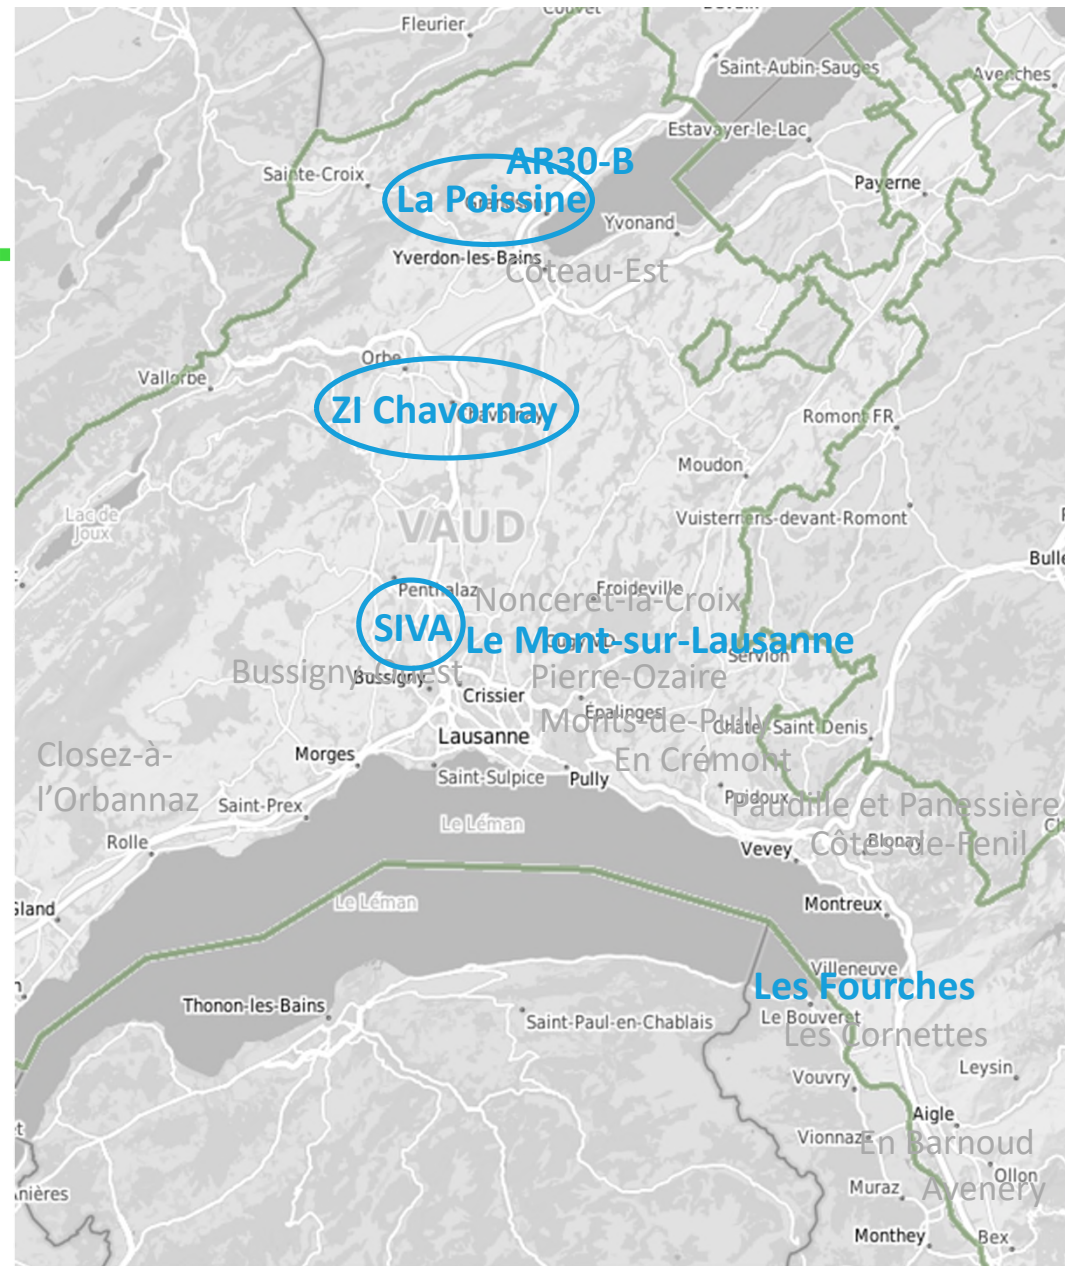 Couvet
Fleurier
Saint-Aubin-Sauges
Avenches
Estavayer-le-Lac
AR30-B
Sainte-Croix
La Poissine
Payerne
Yvonand
Yverdon-les-Bains
Coteau-Est
Orbe
Vallorbe
ZI Chavornay
Chavornay
Romont FR
Moudon
Lac de
Joux
VAUD
Vuisternens-devant-Romont
Bulle
Penthalaz
Froideville
Nonceret-la-Croix
SIVA
Le Mont-sur-Lausanne
Servion
Bussigny-Ouest
Bussigny
Pierre-Ozaire
Crissier
Épalinges
Monts-de-Pully
Châtel-Saint-Denis
Lausanne
Closez-à-
l'Orbannaz
Morges
En Crémont
Saint-Sulpice
Pully
Puidoux
Saint-Prex
Paudille et Panessière
Le Léman
Rolle
Vevey
Côtes-de-Fenil
Blonay
Gland
Le Léman
Montreux
Villeneuve
Les Fourches
Thonon-les-Bains
Le Bouveret
Saint-Paul-en-Chablais
Les Cornettes
Leysin
Vouvry
Aigle
Vionnaz
En Barnoud
Ollon
Muraz
Avenery
Monthey
Bex